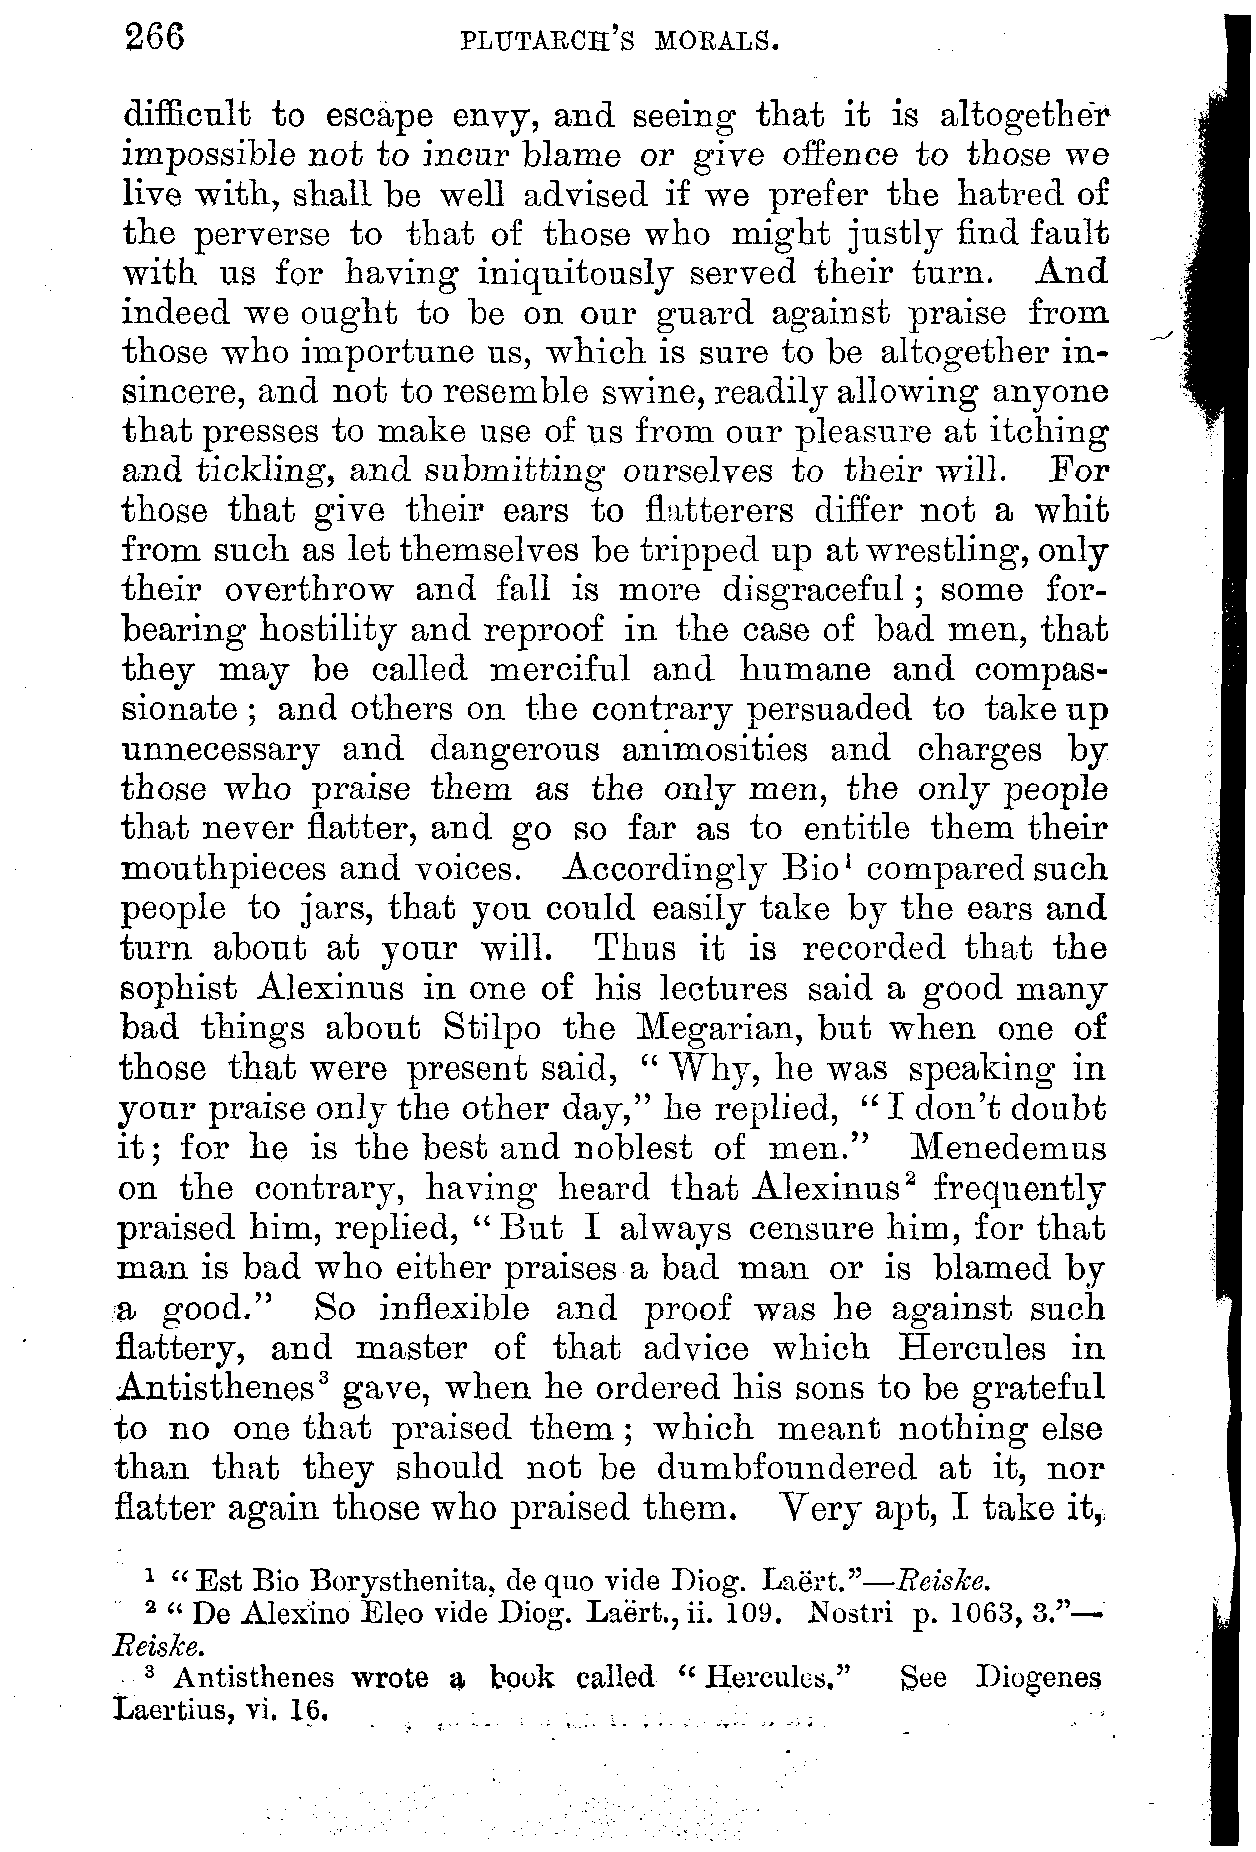 266 PLUTARCH'S MORALS.
difficult to escape envy, and seeing that it is altogether
impossible not to incur blame or give offence to those we
live with, shall be well advised if we prefer the hatred of
the perverse to that of those who might justly find fault
with us for having iniquitously served their turn. And
indeed we ought to be on our guard against praise from
those who importune us, which is sure to be altogether in-
sincere, and not to resemble swine, readily allowing anyone
that presses to make use of us from our pleasure at itching
and tickling, and submitting ourselves to their will. For
those that give their ears to flatterers differ not a whit
from such as let themselves be tripped up at wrestling, only
their overthrow and fall is more disgraceful; some for-
bearing hostility and reproof in the case of bad men, that
they may be called merciful and humane and compas-
sionate; and others on the contrary persuaded to take up
unnecessary and dangerous animosities and charges by
those who praise them as the only men, the only people
that never flatter, and go so far as to entitle them their
mouthpieces and voices. Accordingly Bio¹ compared such
people to jars, that you could easily take by the ears and
turn about at your will. Thus it is recorded that the
sophist Alexinus in one of his lectures said a good many
bad things about Stilpo the Megarian, but when one of
those that were present said, "Why, he was speaking in
your praise only the other day," he replied, "I don't doubt
it; for he is the best and noblest of men." Menedemus
on the contrary, having heard that Alexinus² frequently
praised him, replied, "But I always censure him, for that
man is bad who either praises a bad man or is blamed by
a good." So inflexible and proof was he against such
flattery, and master of that advice which Hercules in
Antisthenes³ gave, when he ordered his sons to be grateful
to no one that praised them; which meant nothing else
than that they should not be dumbfoundered at it, nor
flatter again those who praised them. Very apt, I take it,
¹ "Est Bio Borysthenita, de quo vide Diog. Laërt."—Reiske.
² "De Alexino Eleo vide Diog. Laërt., ii. 109. Nostri p. 1063, 3."—
Reiske.
³ Antisthenes wrote a book called "Hercules." See Diogenes
Laertius, vi. 16.